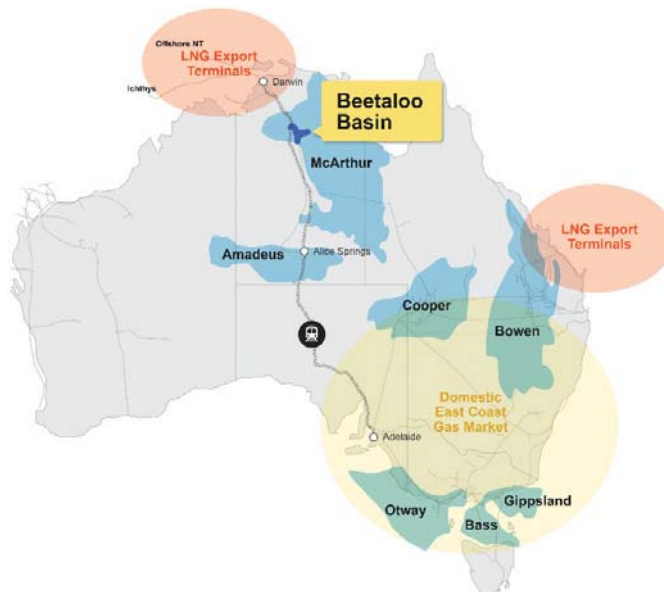 Offshore NT
LNG Export
Terminals
Ichthys
Darwin
Beetaloo
Basin
McArthur
LNG Export
Terminals
Amadeus
Alice Springs
Cooper
Bowen
Domestic
East Coast
Gas Market
Adelaide
Otway
Bass
Gippsland